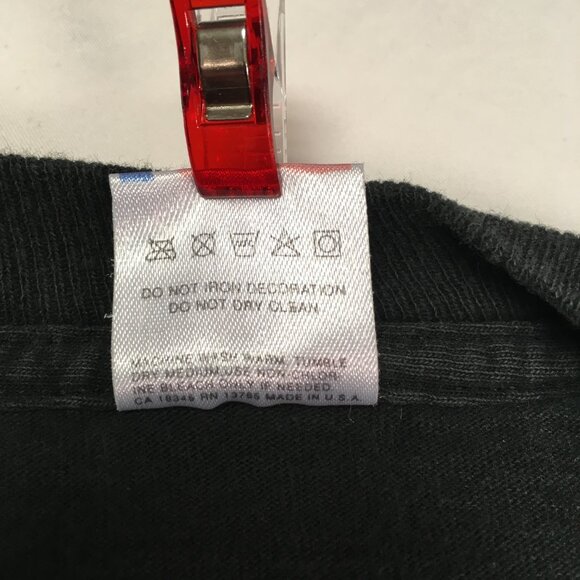 DO NOT IRON DECORATION
DO NOT DRY CLEAN
MACHINE WASH WARM, TUMBLE
DRY MEDIUM, USE NON-CHLOR-
INE BLEACH ONLY IF NEEDED.
CA 18345 RN 13765 MADE IN U.S.A.